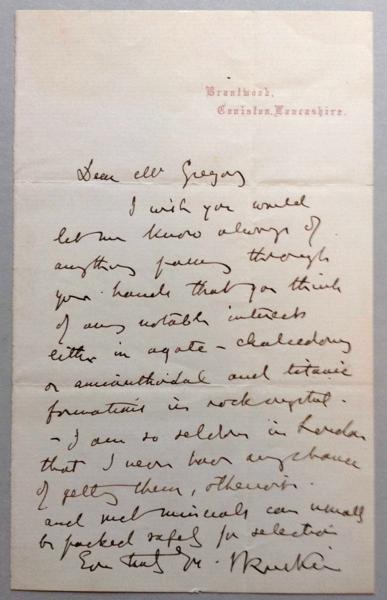 Brantwood,
Coniston, Lancashire.
Dear Mr Gregory
I wish you would
let me know always of
anything passing through
your hands that you think
of any notable interest
either in agate - chalcedony
or amianthoidal and titanic
formations in rock crystal -
- I am so seldom in London
that I never have any chance
of getting them, otherwise.
and most minerals can usually
be packed safely for selection
Ever truly yrs. JRuskin